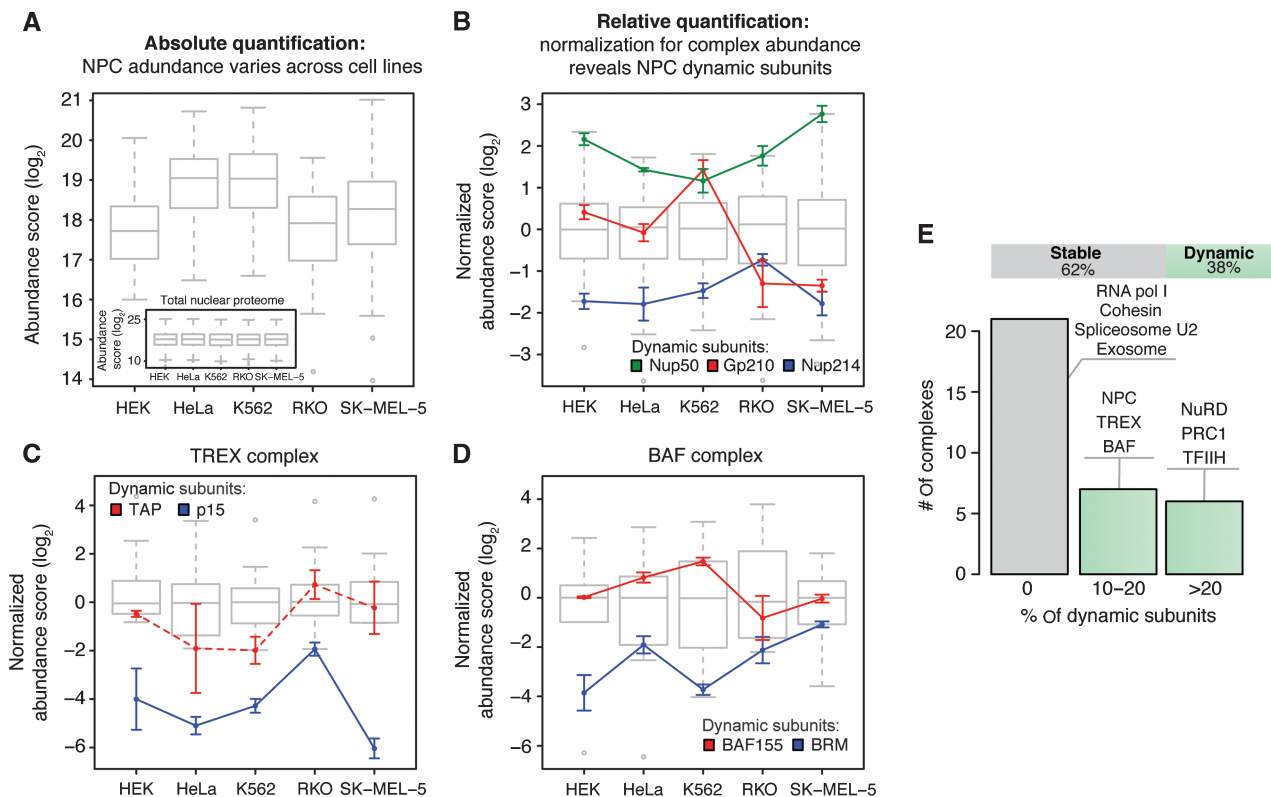 A
Absolute quantification:
NPC adundance varies across cell lines
Abundance score (log2)
21
20
19
18
17
16
15
14
Total nuclear proteome
Abundance
score (log2)
25
10
HEK HeLa K562 RKO SK-MEL-5
HEK HeLa K562 RKO SK-MEL-5
B
Relative quantification:
normalization for complex abundance
reveals NPC dynamic subunits
Normalized
abundance score (log2)
3
2
1
0
-1
-2
-3
Dynamic subunits:
Nup50 Gp210 Nup214
HEK HeLa K562 RKO SK-MEL-5
C
TREX complex
Normalized
abundance score (log2)
Dynamic subunits:
TAP p15
4
2
0
-2
-4
-6
HEK HeLa K562 RKO SK-MEL-5
D
BAF complex
Normalized
abundance score (log2)
4
2
0
-2
-4
-6
Dynamic subunits:
BAF155 BRM
HEK HeLa K562 RKO SK-MEL-5
E
Stable
62%
Dynamic
38%
RNA pol I
Cohesin
Spliceosome U2
Exosome
NPC
TREX
BAF
NuRD
PRC1
TFIIH
# Of complexes
20
15
10
5
0
0 10-20 >20
% Of dynamic subunits